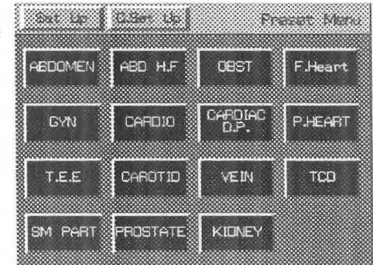 Set Up C.Set Up Preset Menu
ABDOMEN ABD H.F OBST F.Heart
GYN CARDIO CARDIAC D.P. P.HEART
T.E.E CAROTID VEIN TCD
SM PART PROSTATE KIDNEY